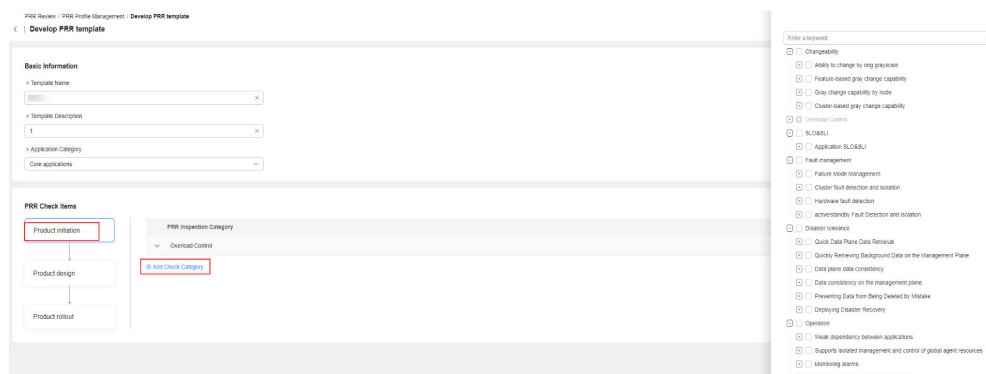 PRR Review / PRR Profile Management / Develop PRR template
< | Develop PRR template
Basic Information
* Template Name
* Template Description
1
* Application Category
Core applications
PRR Check Items
Product initiation
Product design
Product rollout
PRR Inspection Category
Overload Control
Add Check Category
Enter a keyword.
Changeability
Ability to change by ring grayscale
Feature-based gray change capability
Gray change capability by node
Cluster-based gray change capability
Overload Control
SLO&SLI
Application SLO&SLI
Fault management
Failure Mode Management
Cluster fault detection and isolation
Hardware fault detection
active/standby Fault Detection and Isolation
Disaster tolerance
Quick Data Plane Data Retrieval
Quickly Retrieving Background Data on the Management Plane
Data plane data consistency
Data consistency on the management plane
Preventing Data from Being Deleted by Mistake
Deploying Disaster Recovery
Operation
Weak dependency between applications
Supports isolated management and control of global agent resources
Monitoring alarms